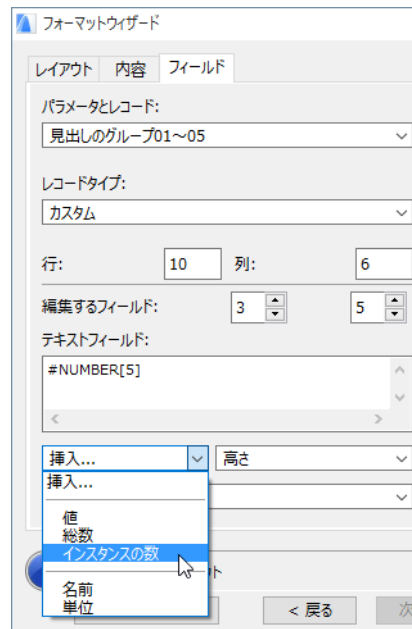 フォーマットウィザード
レイアウト 内容 フィールド
パラメータとレコード:
見出しのグループ01～05
レコードタイプ:
カスタム
行: 10 列: 6
編集するフィールド: 3 5
テキストフィールド:
#NUMBER[5]
挿入... 高さ
挿入...
値
総数
インスタンスの数
名前
単位
< 戻る 次